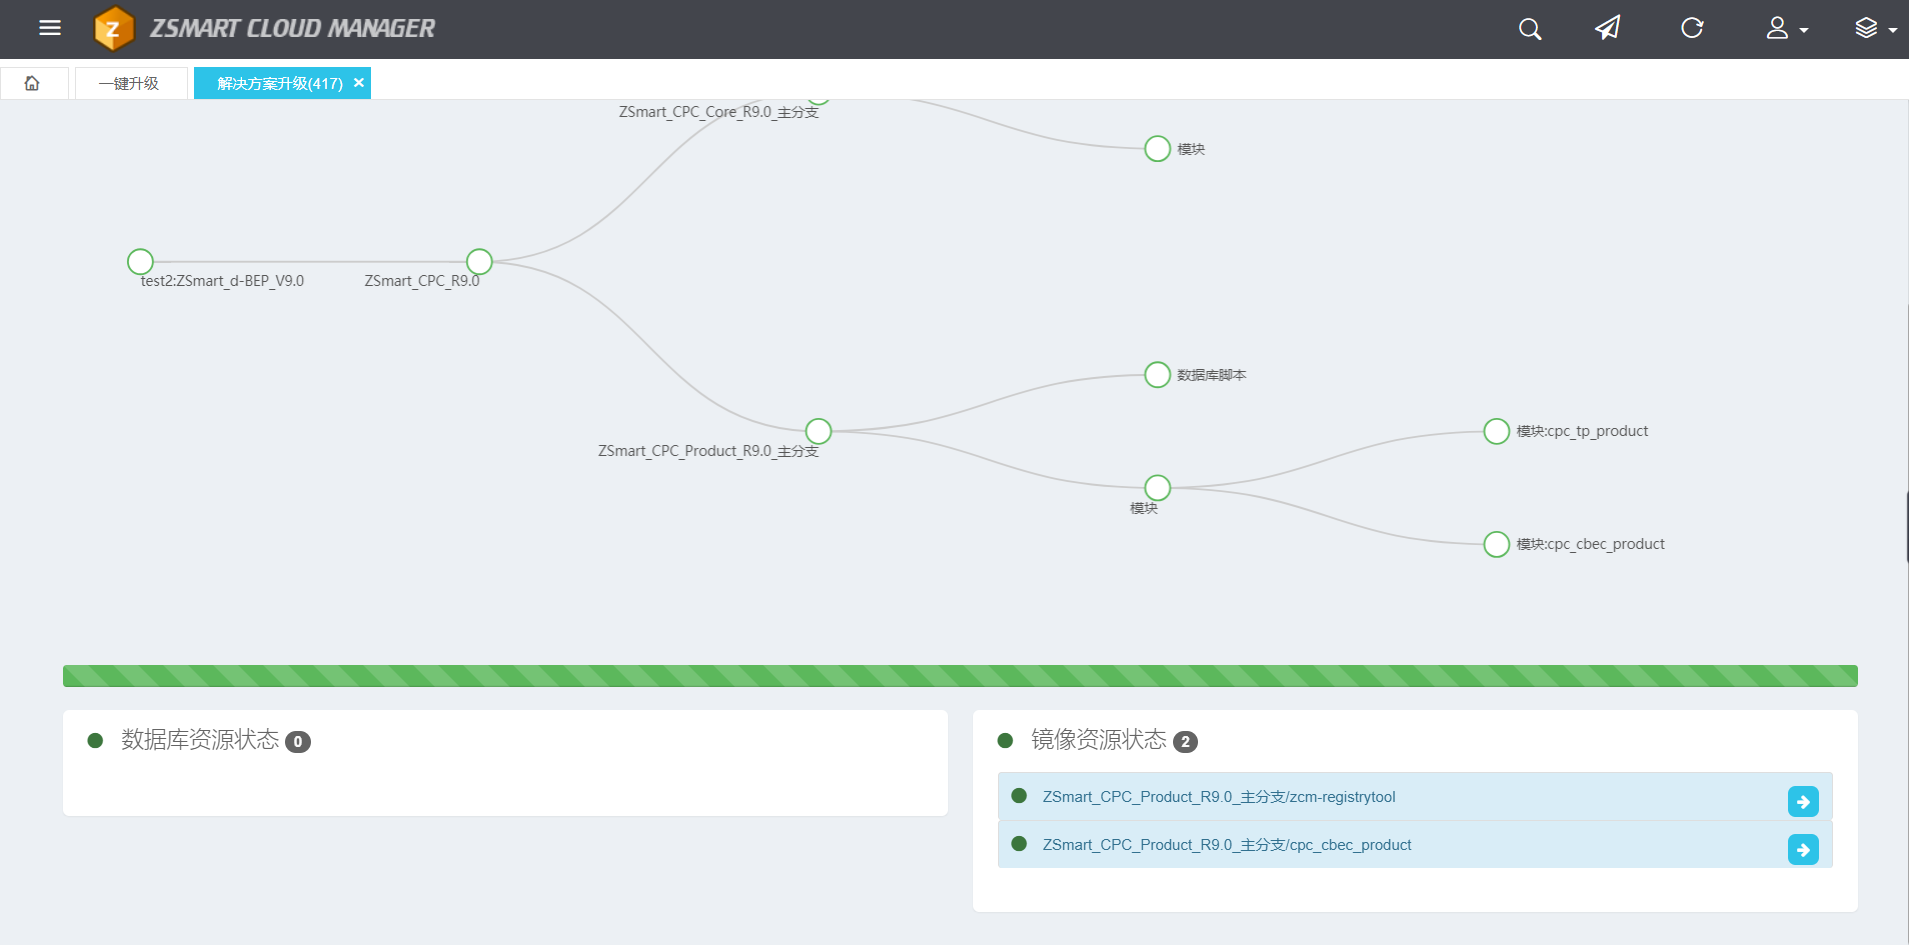 ZSMART CLOUD MANAGER
一键升级
解决方案升级(417)
ZSmart_CPC_Core_R9.0_主分支
模块
test2:ZSmart_d-BEP_V9.0
ZSmart_CPC_R9.0
数据库脚本
ZSmart_CPC_Product_R9.0_主分支
模块:cpc_tp_product
模块
模块:cpc_cbec_product
数据库资源状态 0
镜像资源状态 2
ZSmart_CPC_Product_R9.0_主分支/zcm-registrytool
ZSmart_CPC_Product_R9.0_主分支/cpc_cbec_product